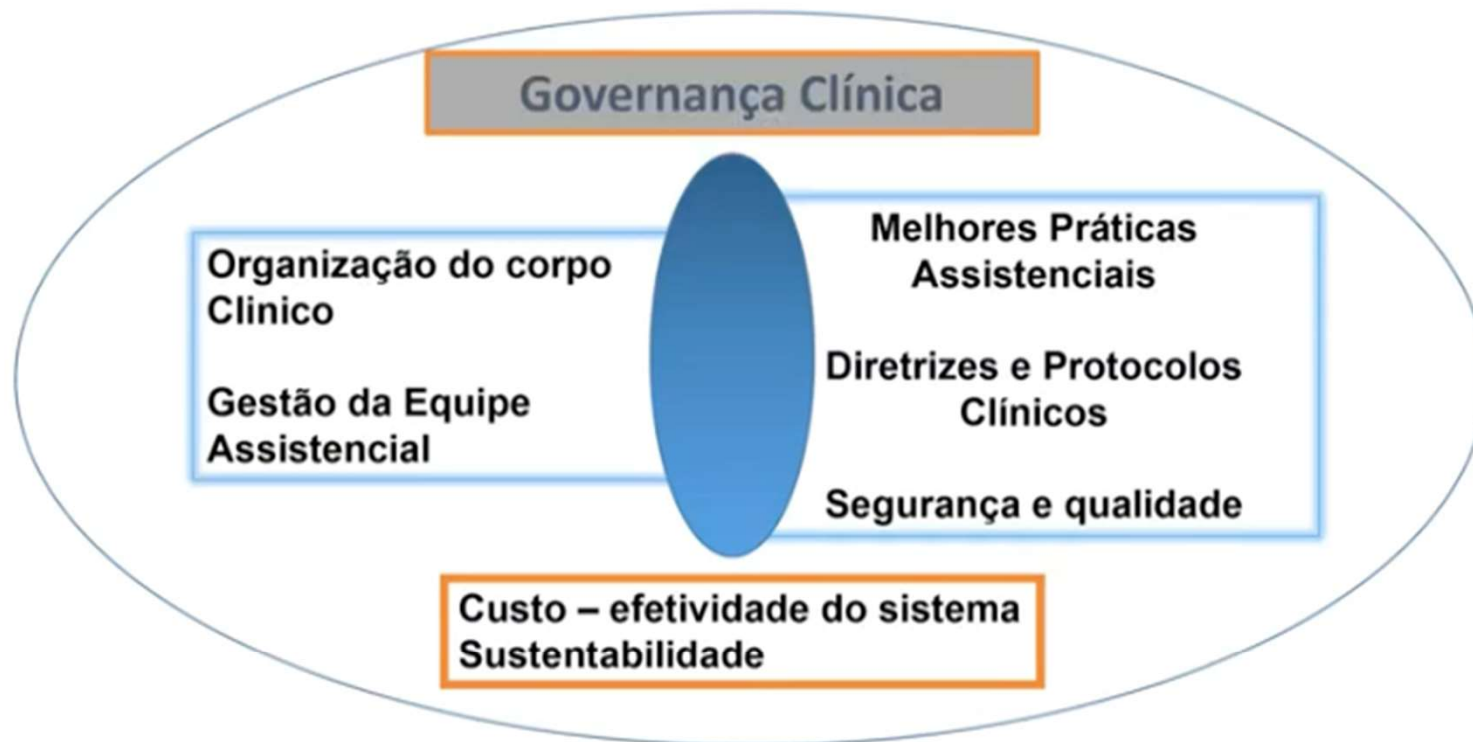 Governança Clínica
Organização do corpo
Clinico
Gestão da Equipe
Assistencial
Melhores Práticas
Assistenciais
Diretrizes e Protocolos
Clínicos
Segurança e qualidade
Custo – efetividade do sistema
Sustentabilidade